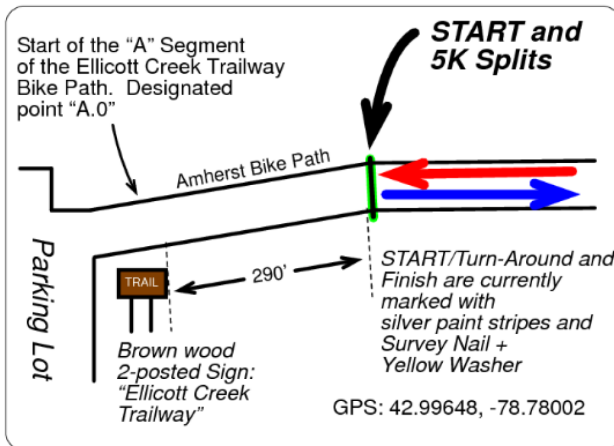 Start of the “A” Segment
of the Ellicott Creek Trailway
Bike Path.  Designated
point “A.0”
START and
5K Splits
Amherst Bike Path
Parking Lot
TRAIL
290’
START/Turn-Around and
Finish are currently
marked with
silver paint stripes and
Survey Nail +
Yellow Washer
Brown wood
2-posted Sign:
“Ellicott Creek
Trailway”
GPS: 42.99648, -78.78002